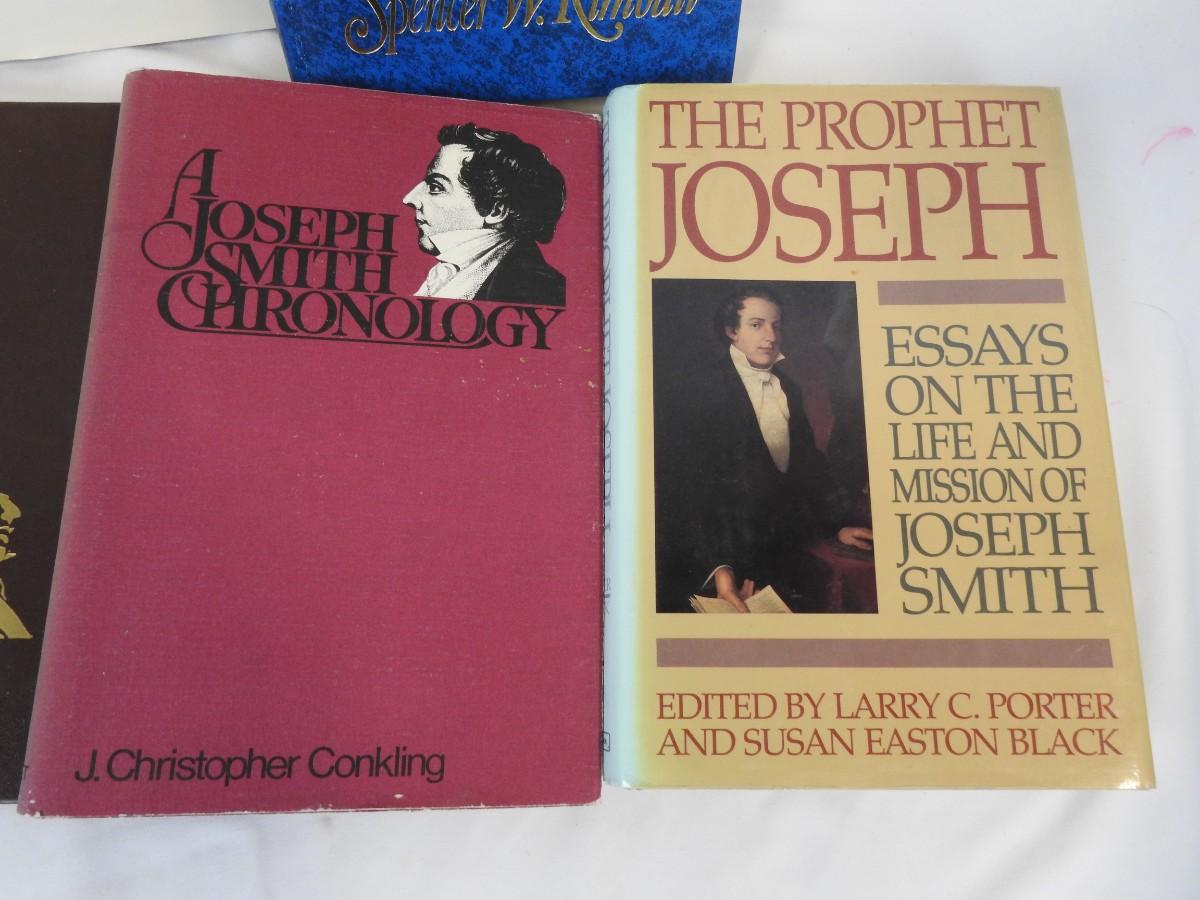 Spencer W. Kimball
A
JOSEPH
SMITH
CHRONOLOGY
J. Christopher Conkling
THE PROPHET
JOSEPH
ESSAYS
ON THE
LIFE AND
MISSION OF
JOSEPH
SMITH
EDITED BY LARRY C. PORTER
AND SUSAN EASTON BLACK